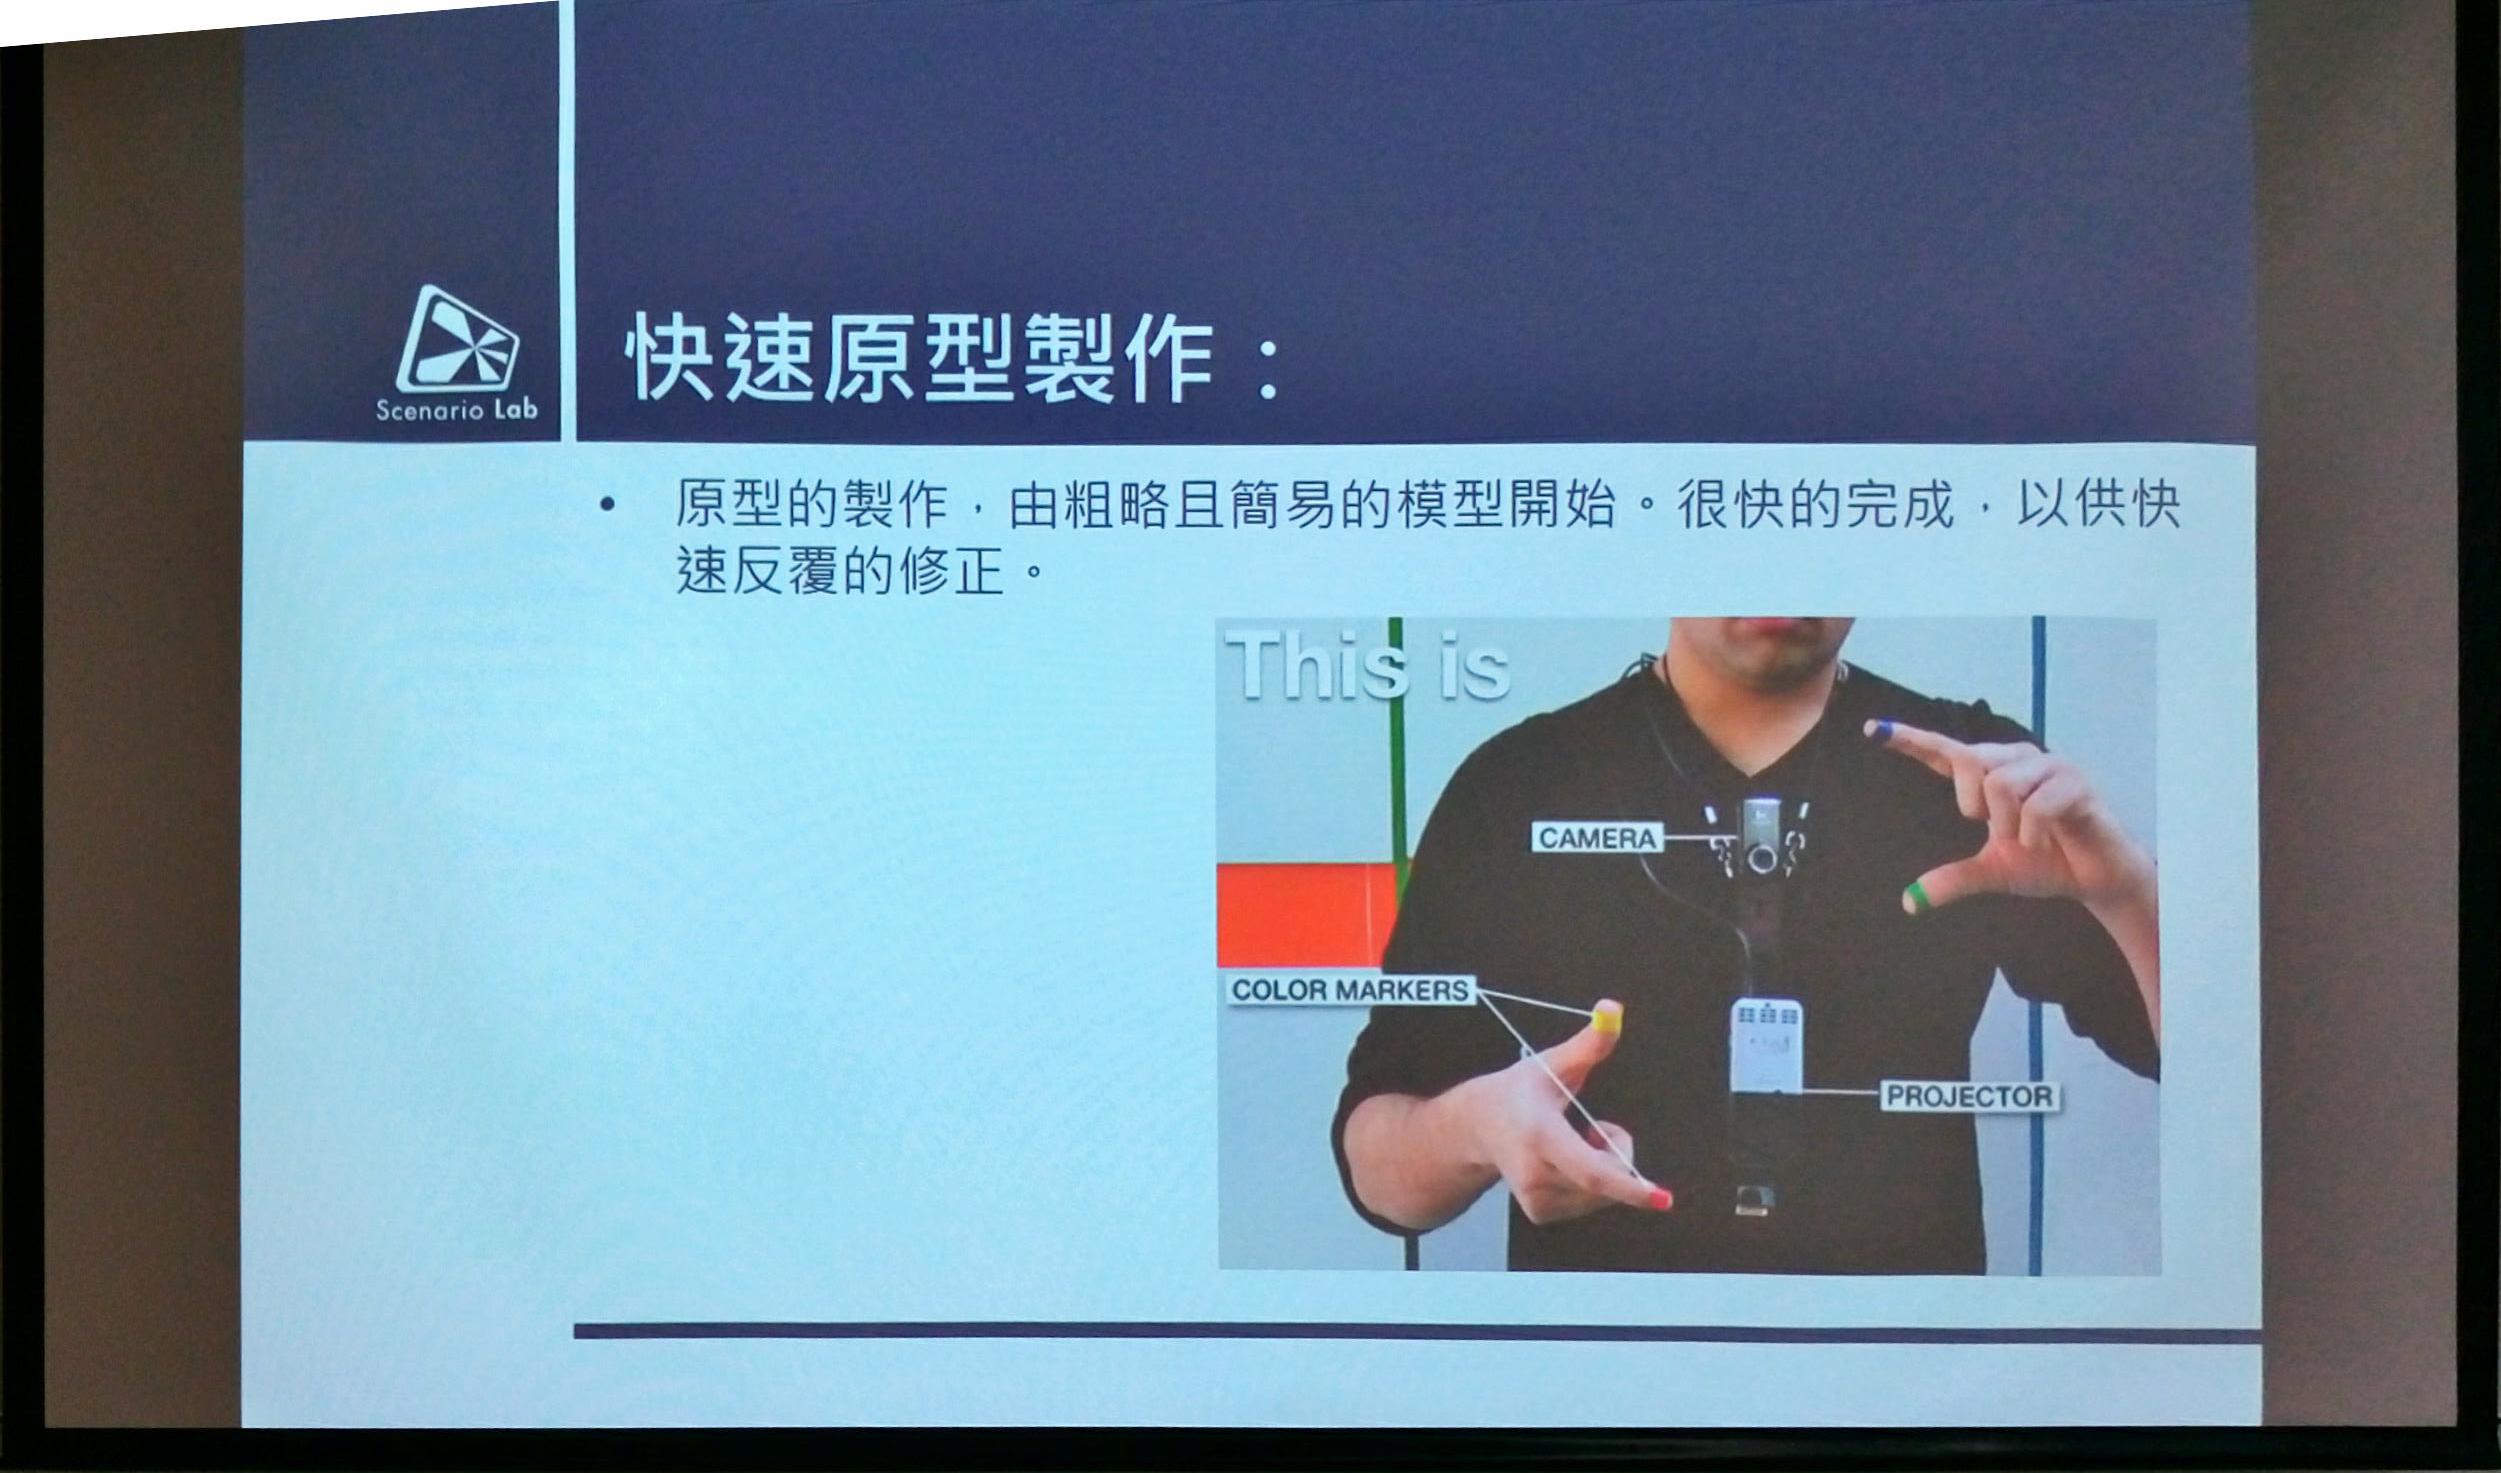 Scenario Lab
快速原型製作：
• 原型的製作，由粗略且簡易的模型開始。很快的完成，以供快
速反覆的修正。
This is
CAMERA
COLOR MARKERS
PROJECTOR